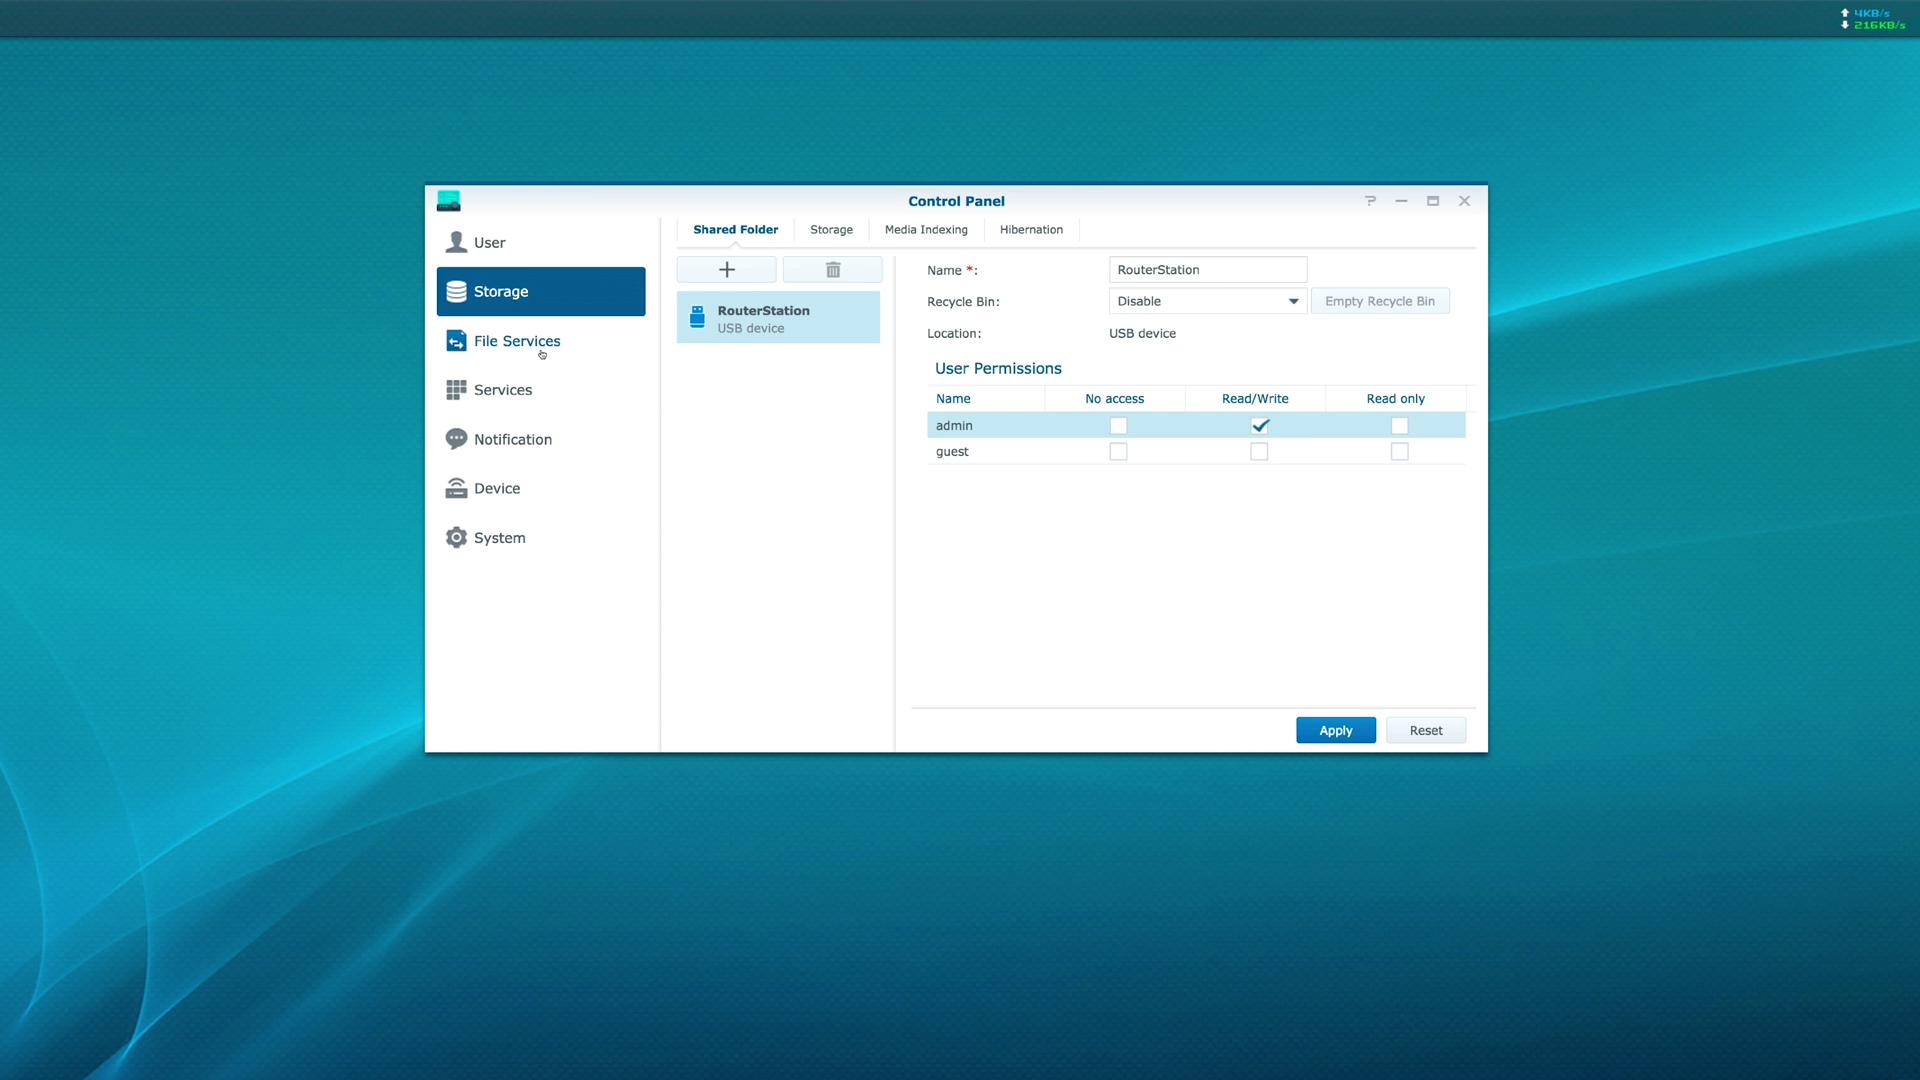 4KB/s
216KB/s
Control Panel
User
Storage
File Services
Services
Notification
Device
System
Shared Folder
Storage
Media Indexing
Hibernation
RouterStation
USB device
Name *:
RouterStation
Recycle Bin:
Disable
Empty Recycle Bin
Location:
USB device
User Permissions
Name No access Read/Write Read only
admin
guest
Apply
Reset